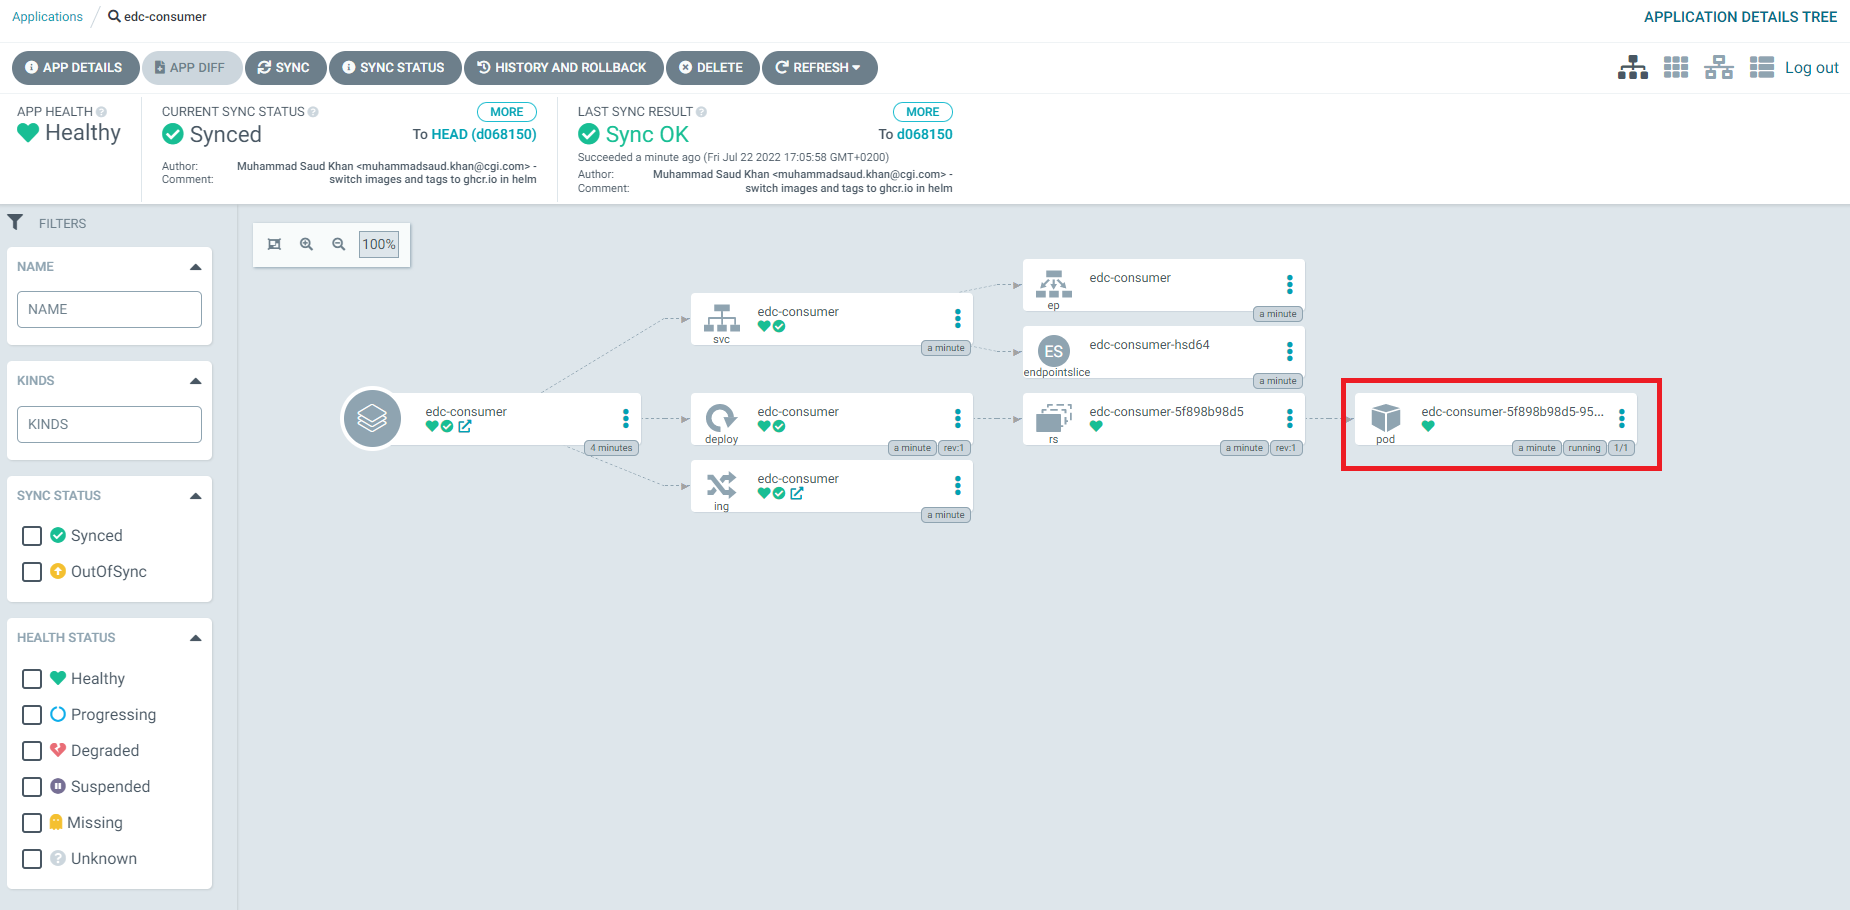 Applications / edc-consumer
APPLICATION DETAILS TREE
APP DETAILS
APP DIFF
SYNC
SYNC STATUS
HISTORY AND ROLLBACK
DELETE
REFRESH
Log out
APP HEALTH
Healthy
CURRENT SYNC STATUS
MORE
Synced
To HEAD (d068150)
Author: Muhammad Saud Khan <muhammadsaud.khan@cgi.com> -
Comment: switch images and tags to ghcr.io in helm
LAST SYNC RESULT
MORE
Sync OK
To d068150
Succeeded a minute ago (Fri Jul 22 2022 17:05:58 GMT+0200)
Author: Muhammad Saud Khan <muhammadsaud.khan@cgi.com> -
Comment: switch images and tags to ghcr.io in helm
FILTERS
NAME
NAME
KINDS
KINDS
SYNC STATUS
Synced
OutOfSync
HEALTH STATUS
Healthy
Progressing
Degraded
Suspended
Missing
Unknown
100%
edc-consumer
4 minutes
edc-consumer
svc
a minute
edc-consumer
deploy
a minute
rev:1
edc-consumer
ing
a minute
edc-consumer
ep
a minute
ES
edc-consumer-hsd64
endpointslice
a minute
edc-consumer-5f898b98d5
rs
a minute
rev:1
edc-consumer-5f898b98d5-95...
pod
a minute
running
1/1